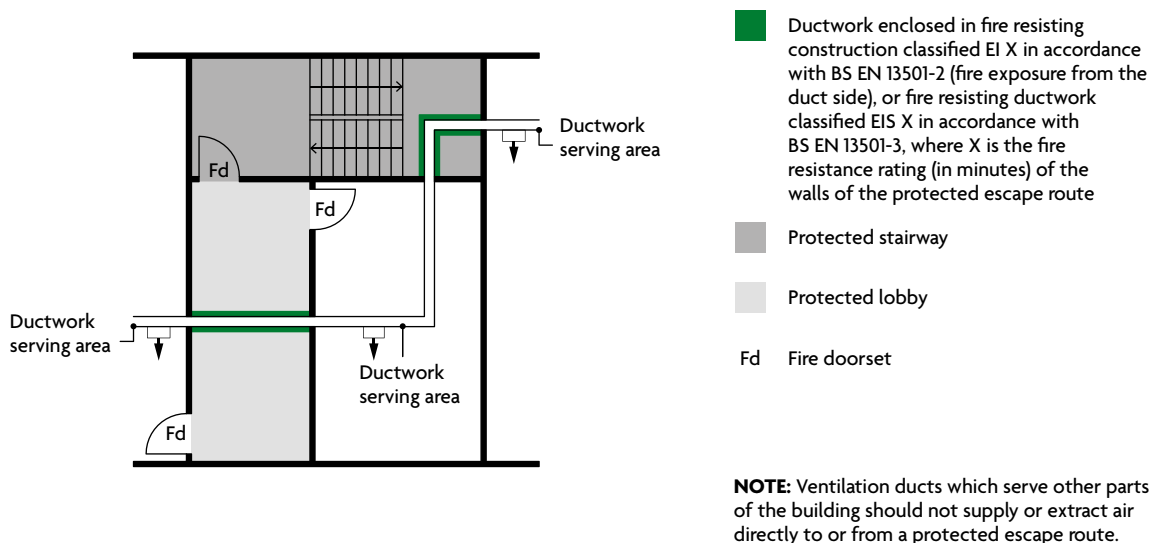 Ductwork
serving area
Fd
Fd
Ductwork
serving area
Ductwork
serving area
Fd
Ductwork enclosed in fire resisting
construction classified EI X in accordance
with BS EN 13501-2 (fire exposure from the
duct side), or fire resisting ductwork
classified EIS X in accordance with
BS EN 13501-3, where X is the fire
resistance rating (in minutes) of the
walls of the protected escape route
Protected stairway
Protected lobby
Fd Fire doorset
NOTE: Ventilation ducts which serve other parts
of the building should not supply or extract air
directly to or from a protected escape route.